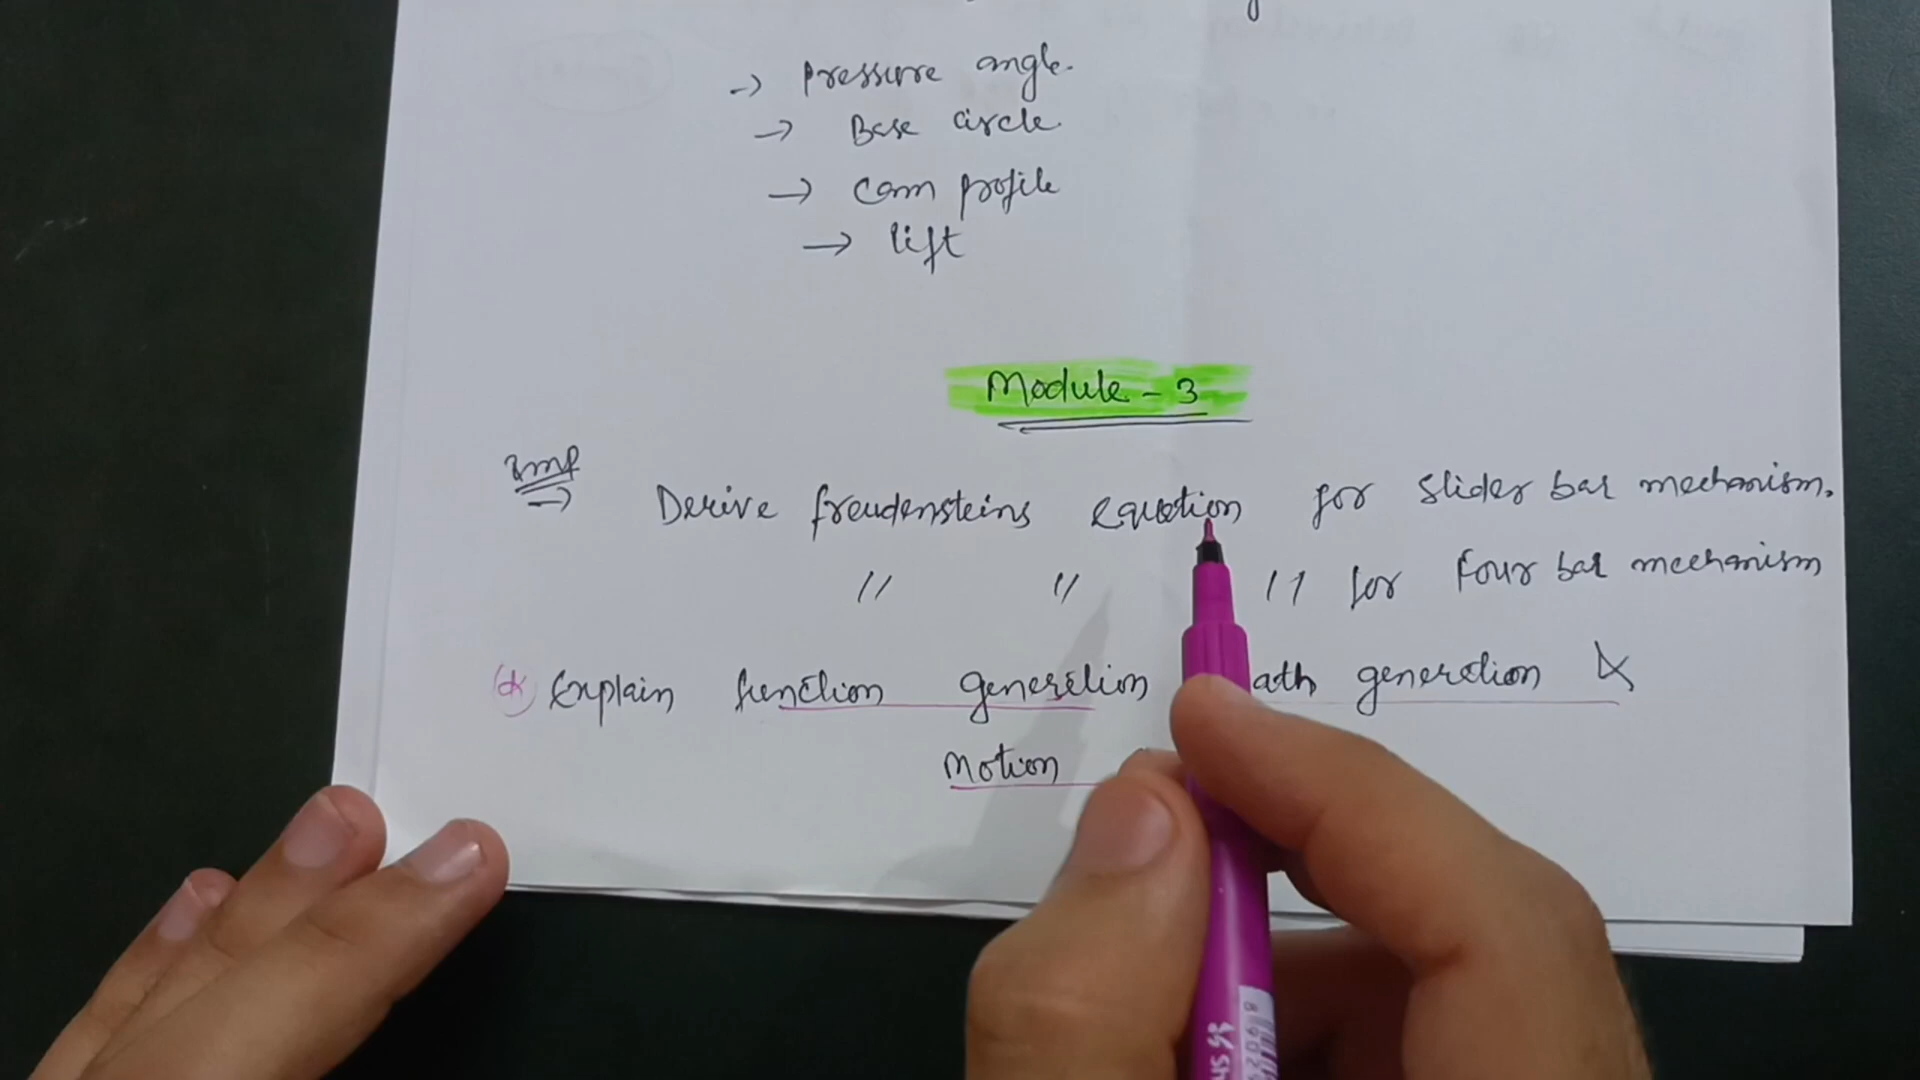 → Pressure angle.
→ Base circle.
→ Cam profile
→ lift
Module - 3
Imp
→ Derive freudensteins equation for slider bar mechanism.
" " " for Four bar mechanism
Explain function generation ath generation &
Motion